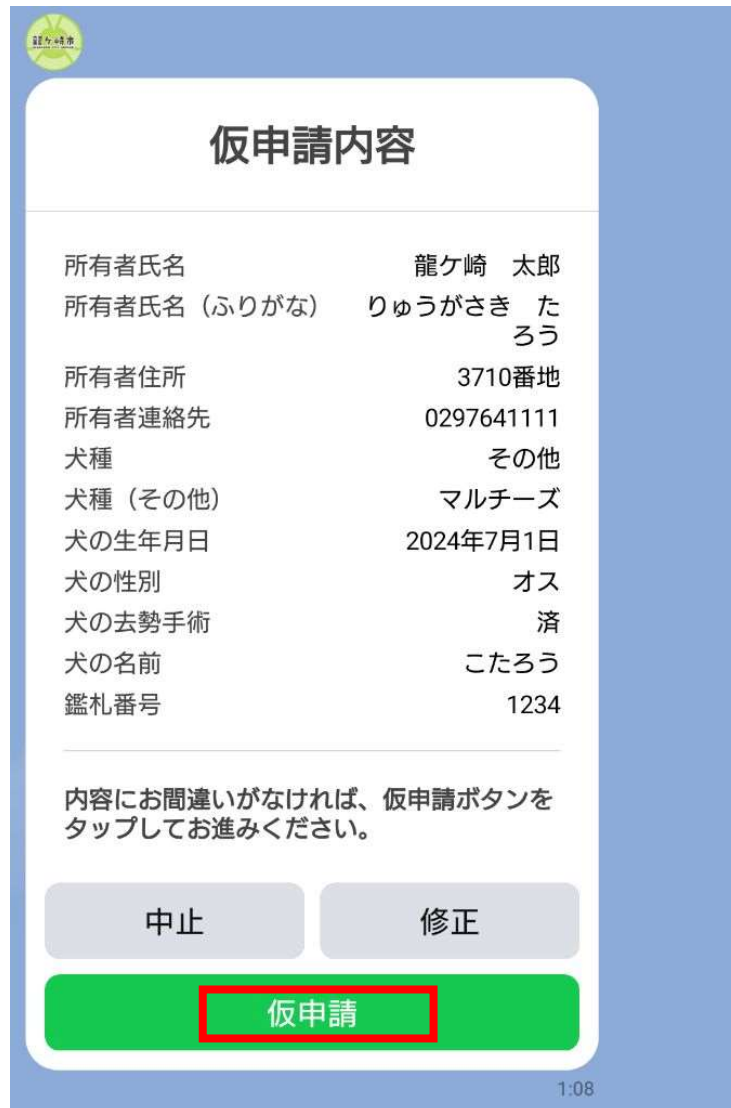 龍ケ崎市
仮申請内容
所有者氏名 龍ケ崎　太郎
所有者氏名（ふりがな） りゅうがさき　た
ろう
所有者住所 3710番地
所有者連絡先 0297641111
犬種 その他
犬種（その他） マルチーズ
犬の生年月日 2024年7月1日
犬の性別 オス
犬の去勢手術 済
犬の名前 こたろう
鑑札番号 1234
内容にお間違いがなければ、仮申請ボタンを
タップしてお進みください。
中止 修正
仮申請
1:08